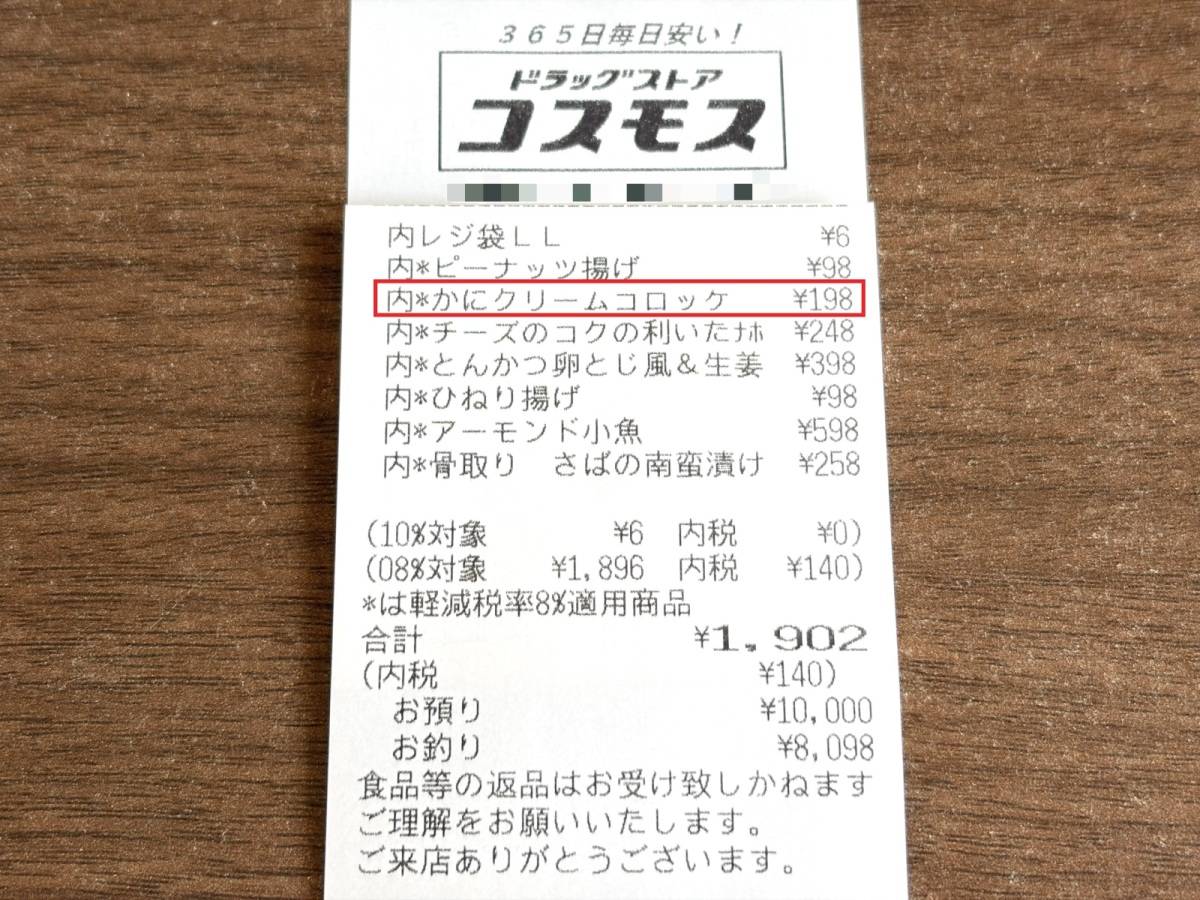 365日毎日安い！
ドラッグストア
コスモス
内レジ袋ＬＬ ¥6
内*ピーナッツ揚げ ¥98
内*かにクリームコロッケ ¥198
内*チーズのコクの利いたﾅﾎ ¥248
内*とんかつ卵とじ風＆生姜 ¥398
内*ひねり揚げ ¥98
内*アーモンド小魚 ¥598
内*骨取り　さばの南蛮漬け ¥258
(10%対象 ¥6 内税 ¥0)
(08%対象 ¥1,896 内税 ¥140)
*は軽減税率8%適用商品
合計 ¥1,902
(内税 ¥140)
お預り ¥10,000
お釣り ¥8,098
食品等の返品はお受け致しかねます
ご理解をお願いいたします。
ご来店ありがとうございます。